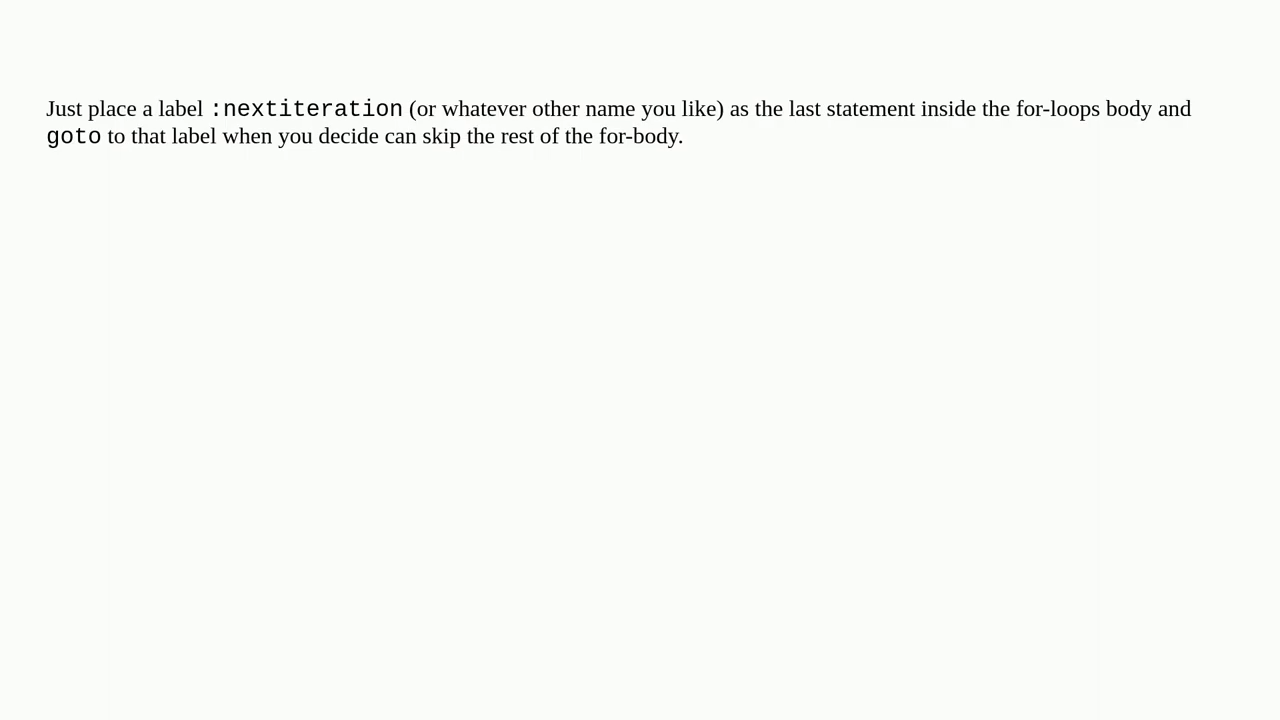 Just place a label :nextiteration (or whatever other name you like) as the last statement inside the for-loops body and
goto to that label when you decide can skip the rest of the for-body.